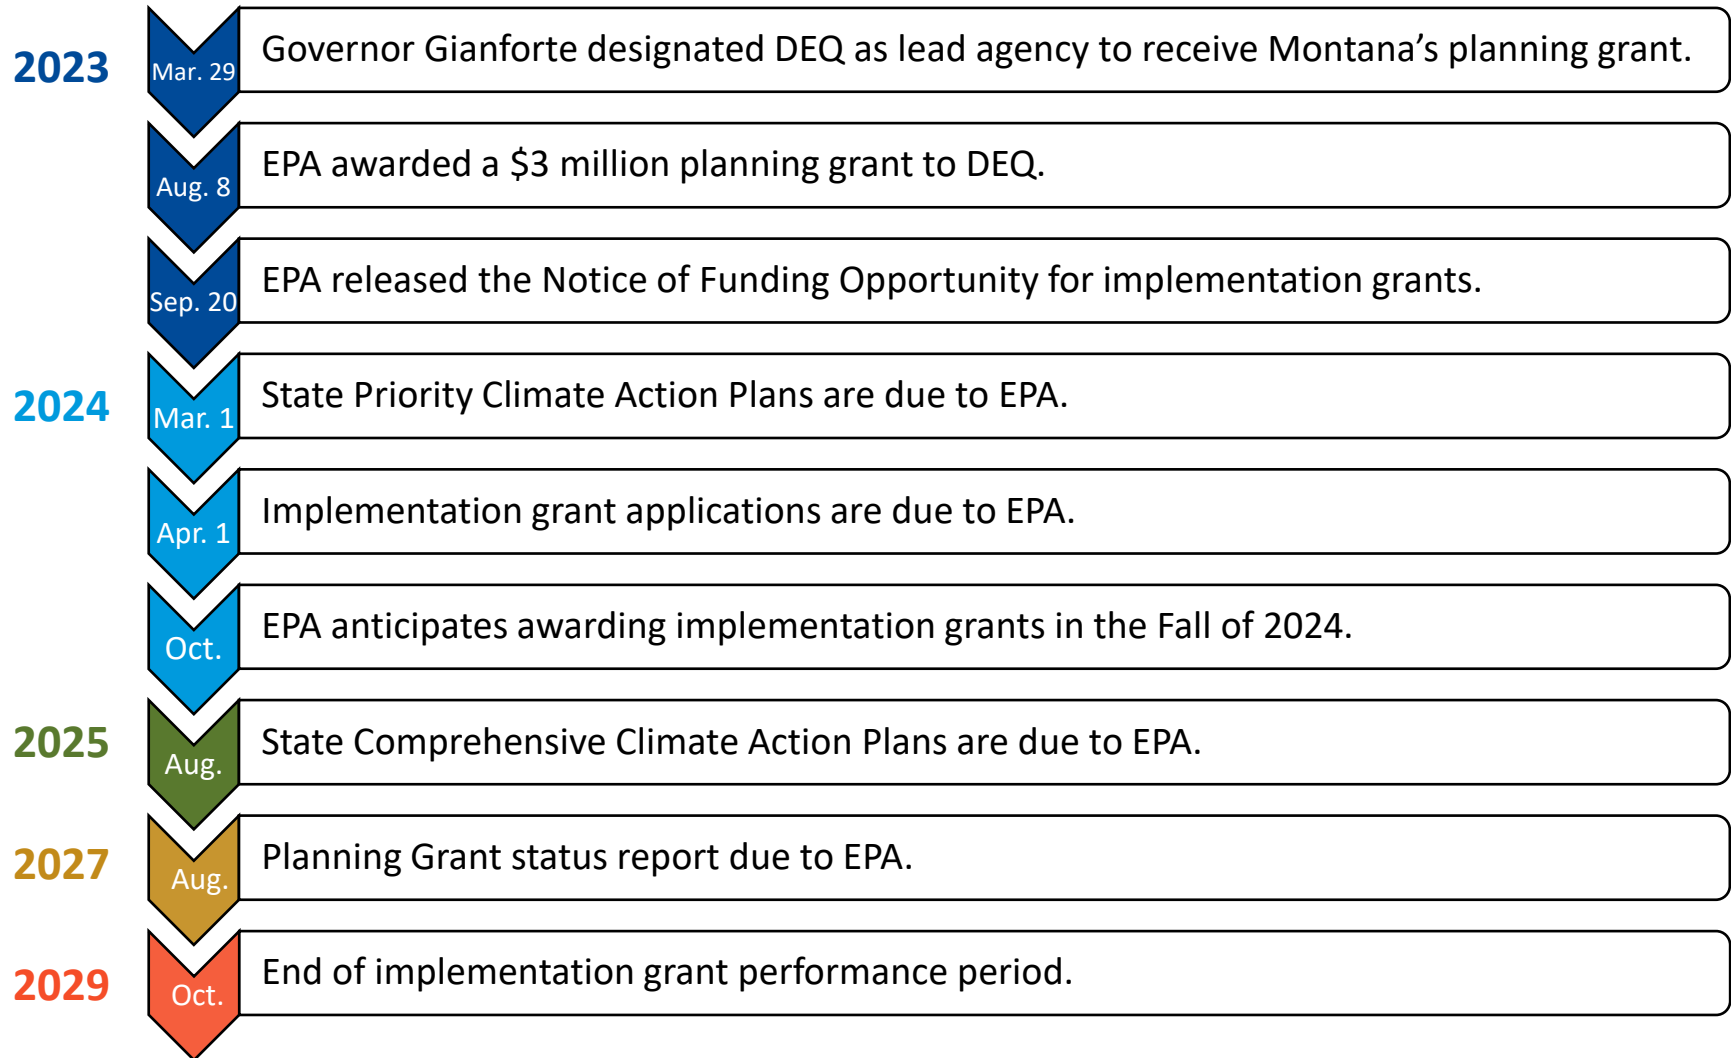 2023
Mar. 29
Governor Gianforte designated DEQ as lead agency to receive Montana’s planning grant.
Aug. 8
EPA awarded a $3 million planning grant to DEQ.
Sep. 20
EPA released the Notice of Funding Opportunity for implementation grants.
2024
Mar. 1
State Priority Climate Action Plans are due to EPA.
Apr. 1
Implementation grant applications are due to EPA.
Oct.
EPA anticipates awarding implementation grants in the Fall of 2024.
2025
Aug.
State Comprehensive Climate Action Plans are due to EPA.
2027
Aug.
Planning Grant status report due to EPA.
2029
Oct.
End of implementation grant performance period.